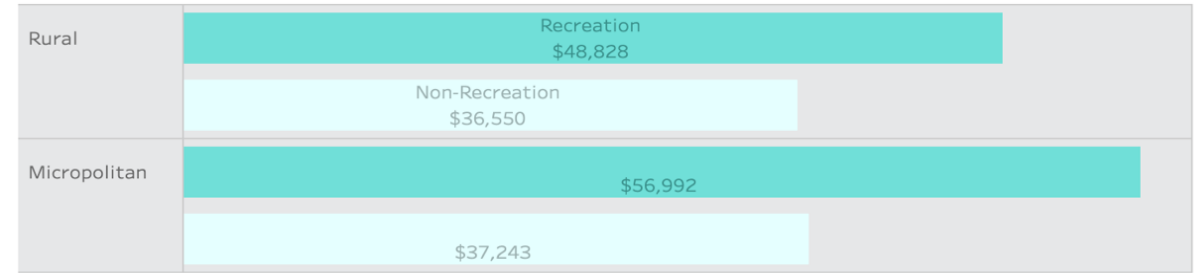 Rural
Recreation
$48,828
Non-Recreation
$36,550
Micropolitan
$56,992
$37,243